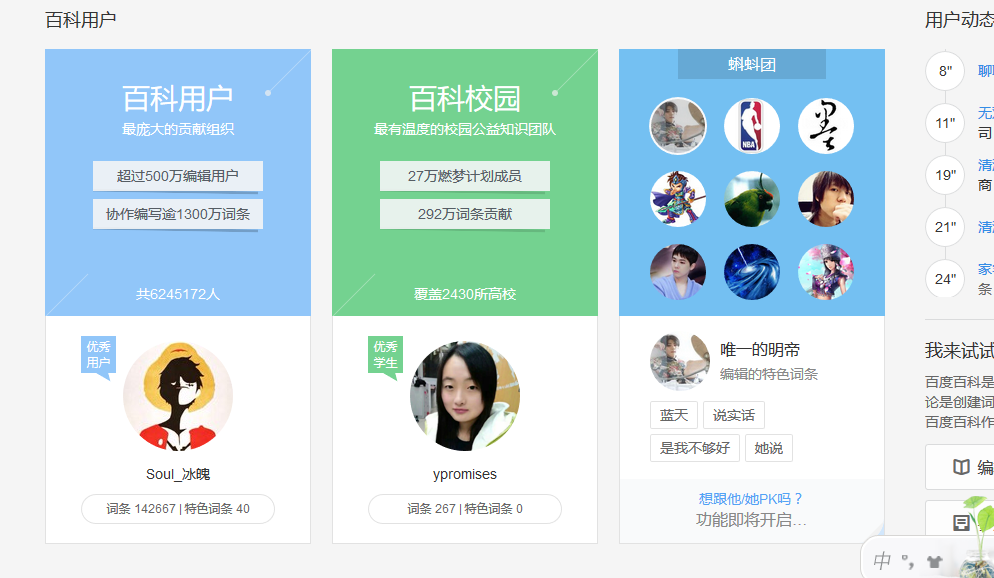 百科用户
百科用户
最庞大的贡献组织
超过500万编辑用户
协作编写逾1300万词条
共6245172人
优秀
用户
Soul_冰魄
词条 142667 | 特色词条 40
百科校园
最有温度的校园公益知识团队
27万燃梦计划成员
292万词条贡献
覆盖2430所高校
优秀
学生
ypromises
词条 267 | 特色词条 0
蝌蚪团
NBA
墨
唯一的明帝
编辑的特色词条
蓝天
说实话
是我不够好
她说
想跟他/她PK吗？
功能即将开启…
用户动态
8"
11"
司
19"
商
21"
24"
条
我来试试
百度百科是
论是创建词
百度百科作
编
中